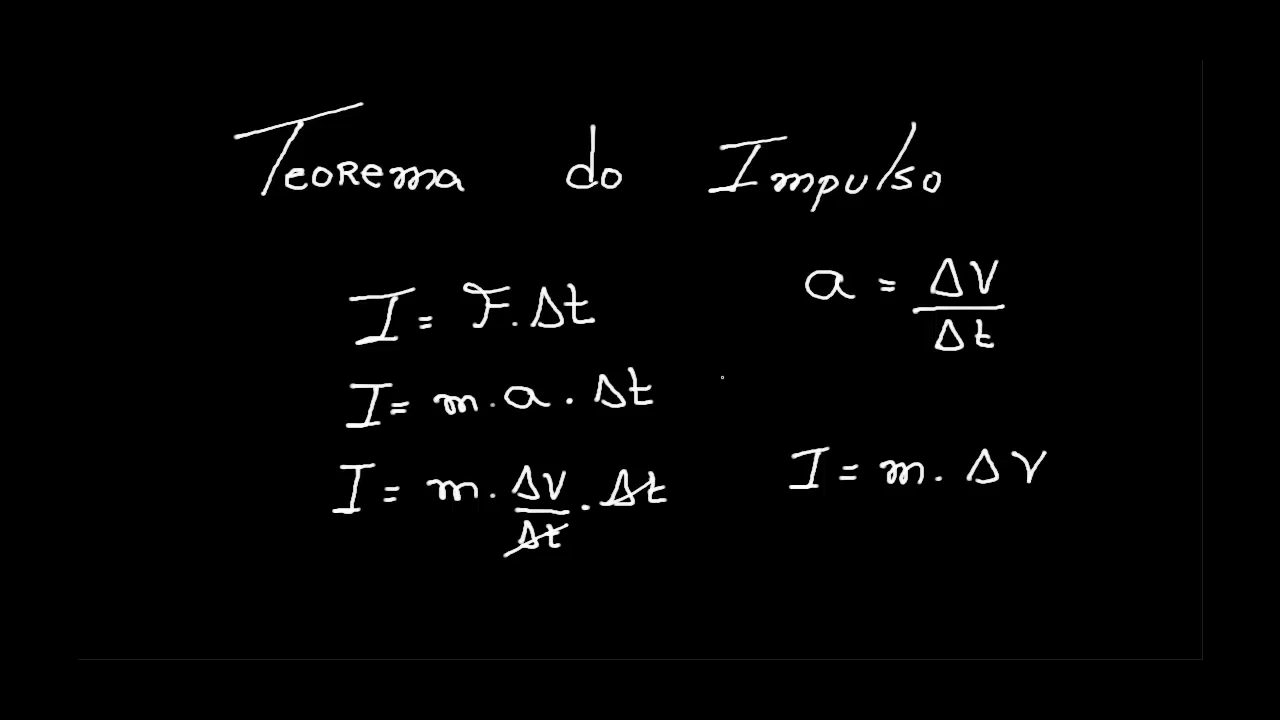 Teorema do Impulso
I = F . Δt
a = ΔV / Δt
I = m . a . Δt
I = m . ΔV / Δt . Δt
I = m . ΔV